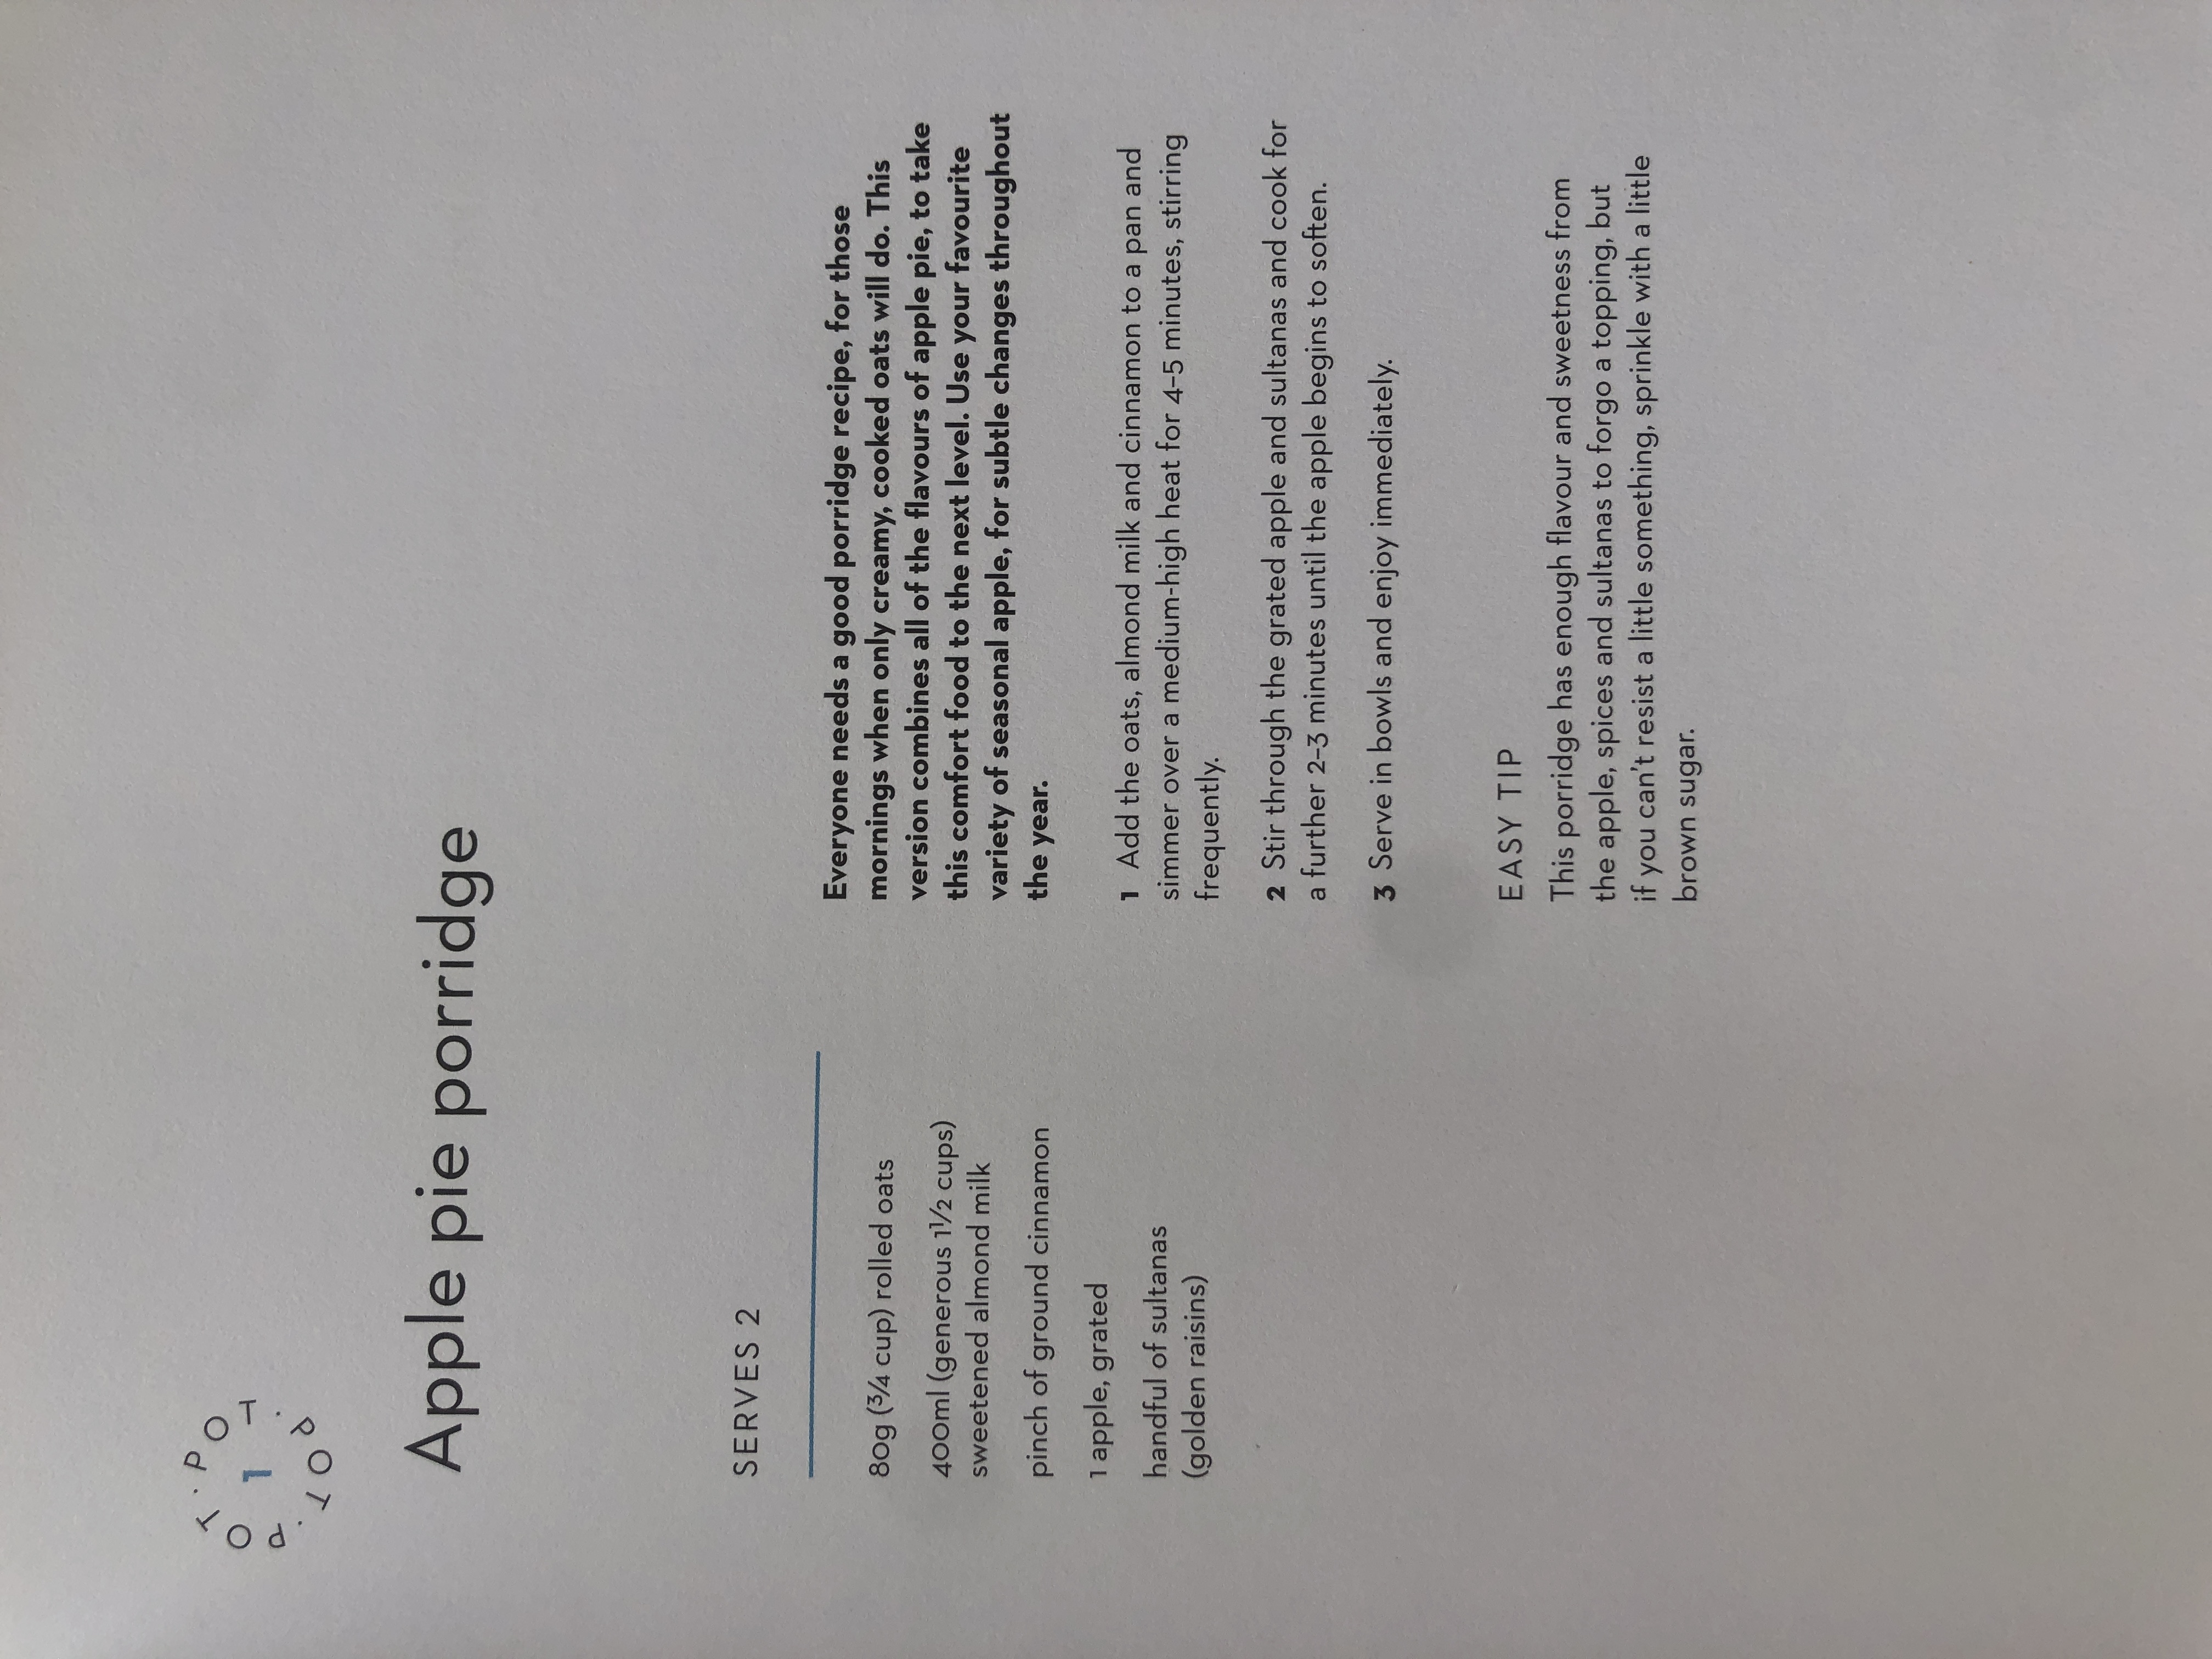 POT · POT · POT ·
1
Apple pie porridge
SERVES 2
80g (¾ cup) rolled oats
400ml (generous 1½ cups)
sweetened almond milk
pinch of ground cinnamon
1 apple, grated
handful of sultanas
(golden raisins)
Everyone needs a good porridge recipe, for those
mornings when only creamy, cooked oats will do. This
version combines all of the flavours of apple pie, to take
this comfort food to the next level. Use your favourite
variety of seasonal apple, for subtle changes throughout
the year.
1 Add the oats, almond milk and cinnamon to a pan and
simmer over a medium-high heat for 4–5 minutes, stirring
frequently.
2 Stir through the grated apple and sultanas and cook for
a further 2–3 minutes until the apple begins to soften.
3 Serve in bowls and enjoy immediately.
EASY TIP
This porridge has enough flavour and sweetness from
the apple, spices and sultanas to forgo a topping, but
if you can't resist a little something, sprinkle with a little
brown sugar.